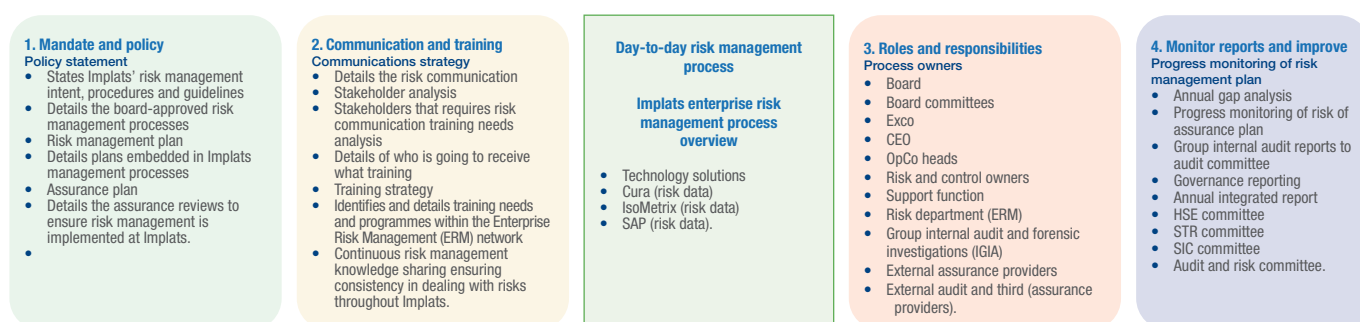 1. Mandate and policy
Policy statement
• States Implats' risk management
intent, procedures and guidelines
• Details the board-approved risk
management processes
• Risk management plan
• Details plans embedded in Implats
management processes
• Assurance plan
• Details the assurance reviews to
ensure risk management is
implemented at Implats.
•
2. Communication and training
Communications strategy
• Details the risk communication
• Stakeholder analysis
• Stakeholders that requires risk
communication training needs
analysis
• Details of who is going to receive
what training
• Training strategy
• Identifies and details training needs
and programmes within the Enterprise
Risk Management (ERM) network
• Continuous risk management
knowledge sharing ensuring
consistency in dealing with risks
throughout Implats.
Day-to-day risk management
process
Implats enterprise risk
management process
overview
• Technology solutions
• Cura (risk data)
• IsoMetrix (risk data)
• SAP (risk data).
3. Roles and responsibilities
Process owners
• Board
• Board committees
• Exco
• CEO
• OpCo heads
• Risk and control owners
• Support function
• Risk department (ERM)
• Group internal audit and forensic
investigations (IGIA)
• External assurance providers
• External audit and third (assurance
providers).
4. Monitor reports and improve
Progress monitoring of risk
management plan
• Annual gap analysis
• Progress monitoring of risk of
assurance plan
• Group internal audit reports to
audit committee
• Governance reporting
• Annual integrated report
• HSE committee
• STR committee
• SIC committee
• Audit and risk committee.